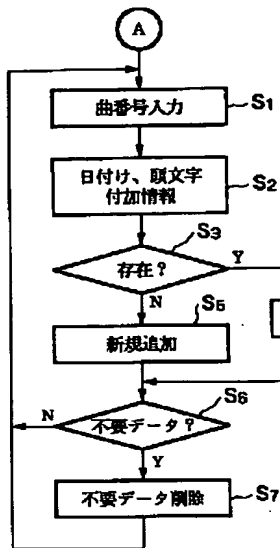 A
曲番号入力 S1
日付け、頭文字 S2
付加情報
S3
存在? Y
N S5
新規追加
S6
N 不要データ?
Y
不要データ削除 S7